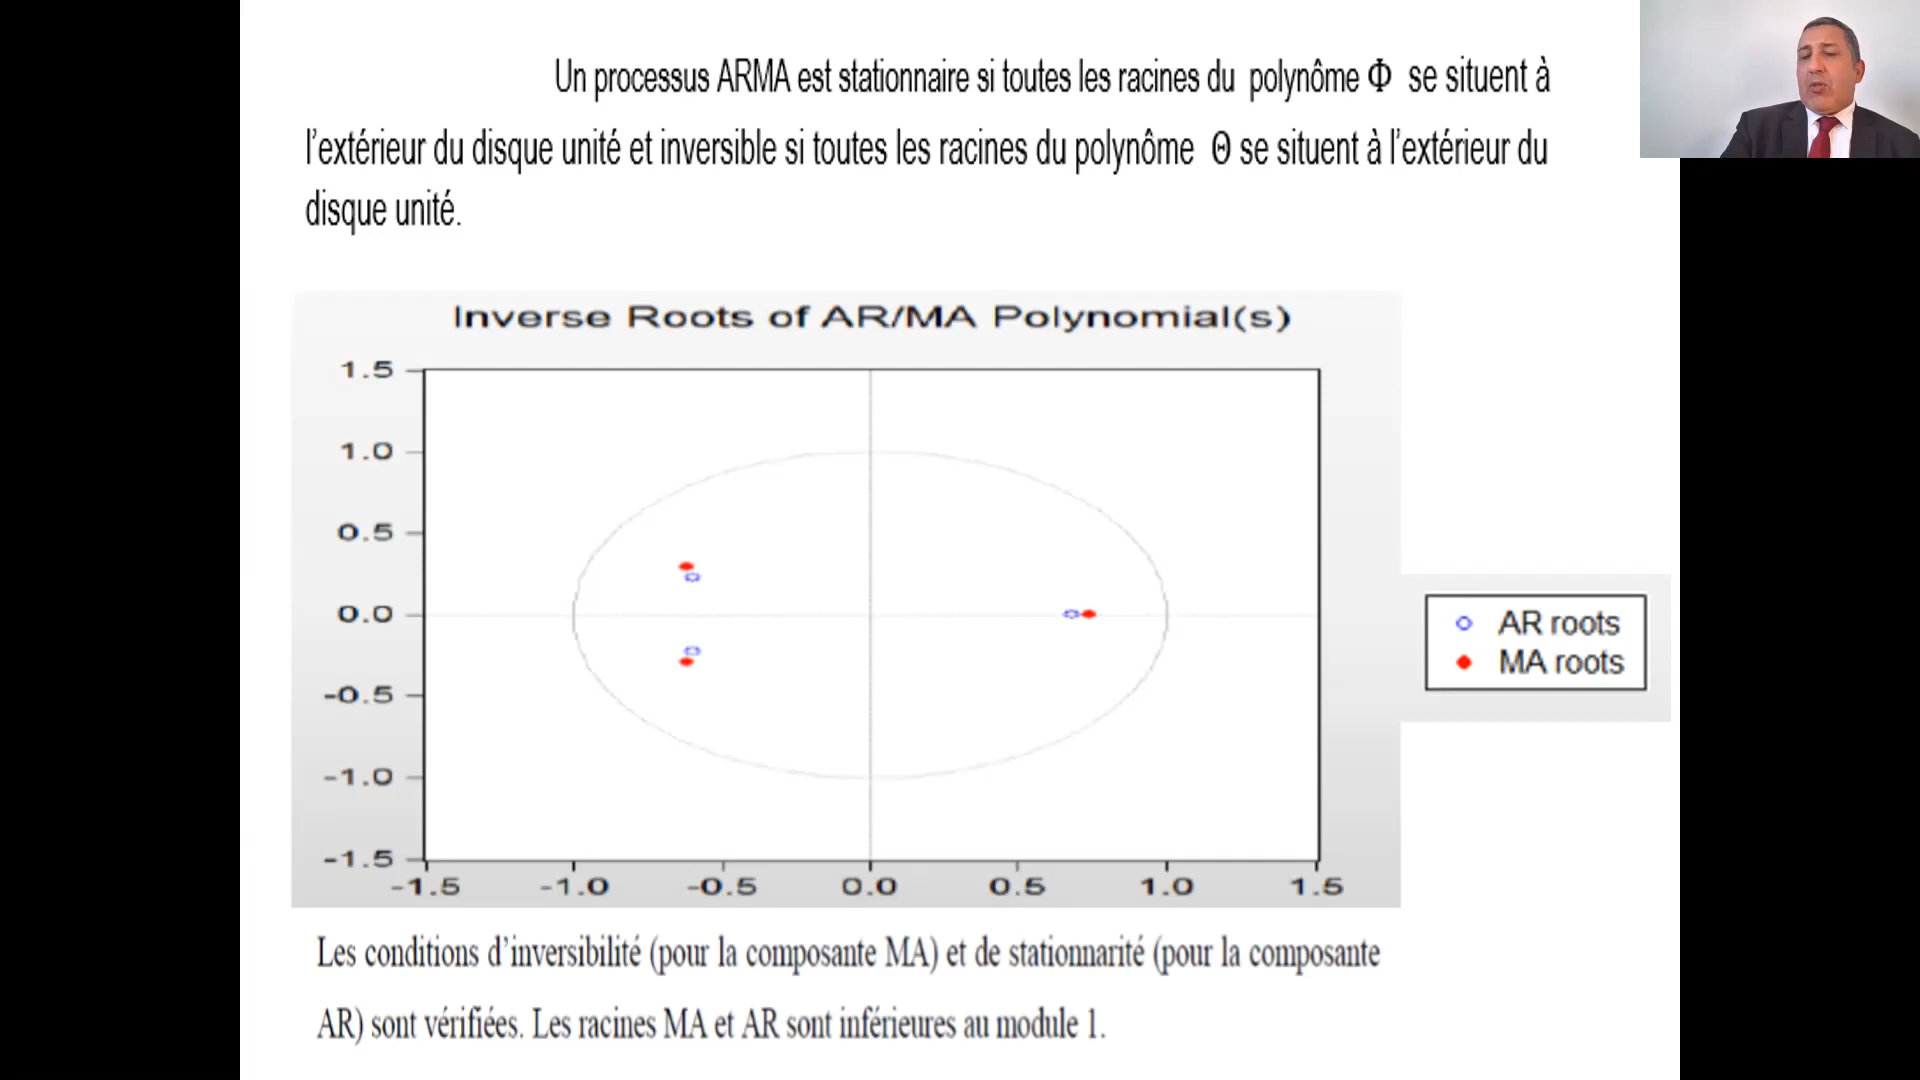 Un processus ARMA est stationnaire si toutes les racines du polynôme Φ se situent à
l'extérieur du disque unité et inversible si toutes les racines du polynôme Θ se situent à l'extérieur du
disque unité.
Inverse Roots of AR/MA Polynomial(s)
1.5
1.0
0.5
0.0
-0.5
-1.0
-1.5
-1.5 -1.0 -0.5 0.0 0.5 1.0 1.5
AR roots
MA roots
Les conditions d'inversibilité (pour la composante MA) et de stationnarité (pour la composante
AR) sont vérifiées. Les racines MA et AR sont inférieures au module 1.